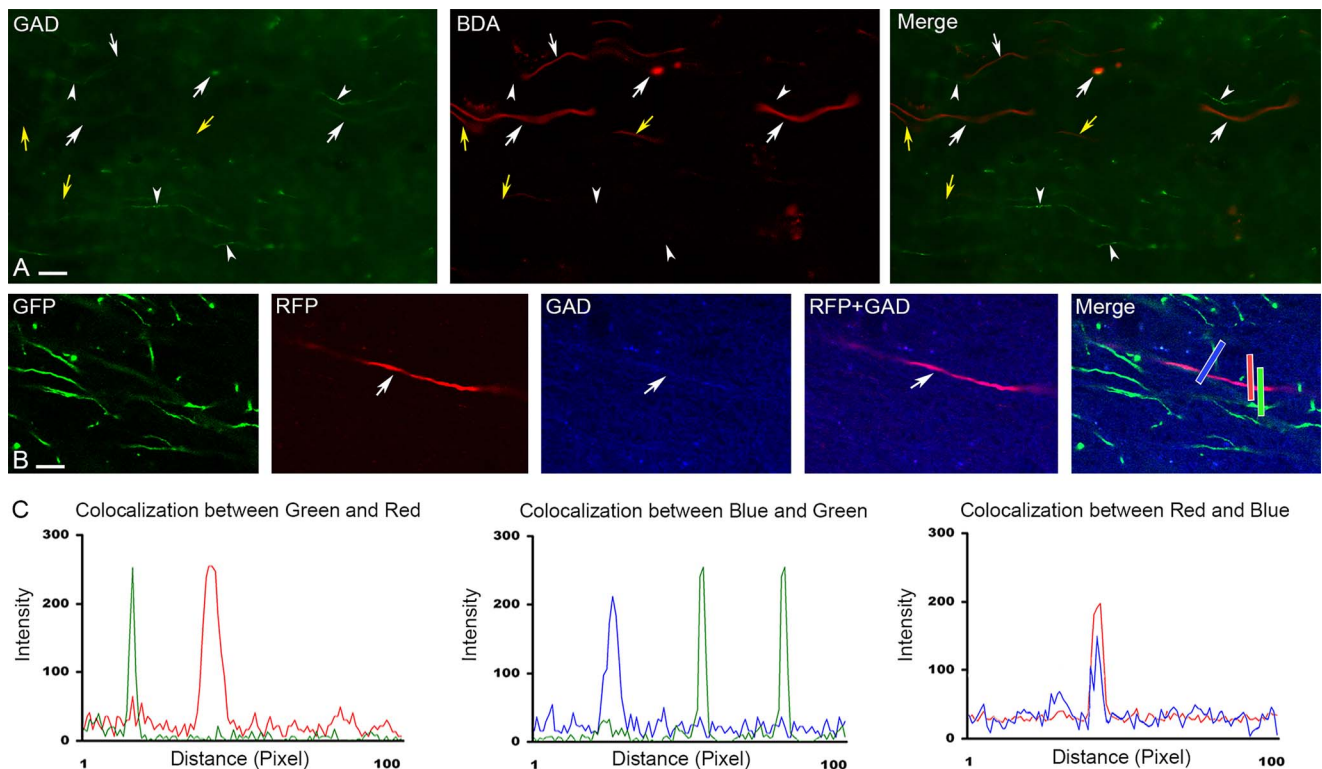 GAD
BDA
Merge
A
GFP
RFP
GAD
RFP+GAD
Merge
B
C
Colocalization between Green and Red
300
200
100
0
Intensity
1
Distance (Pixel)
100
Colocalization between Blue and Green
300
200
100
0
Intensity
1
Distance (Pixel)
100
Colocalization between Red and Blue
300
200
100
0
Intensity
1
Distance (Pixel)
100